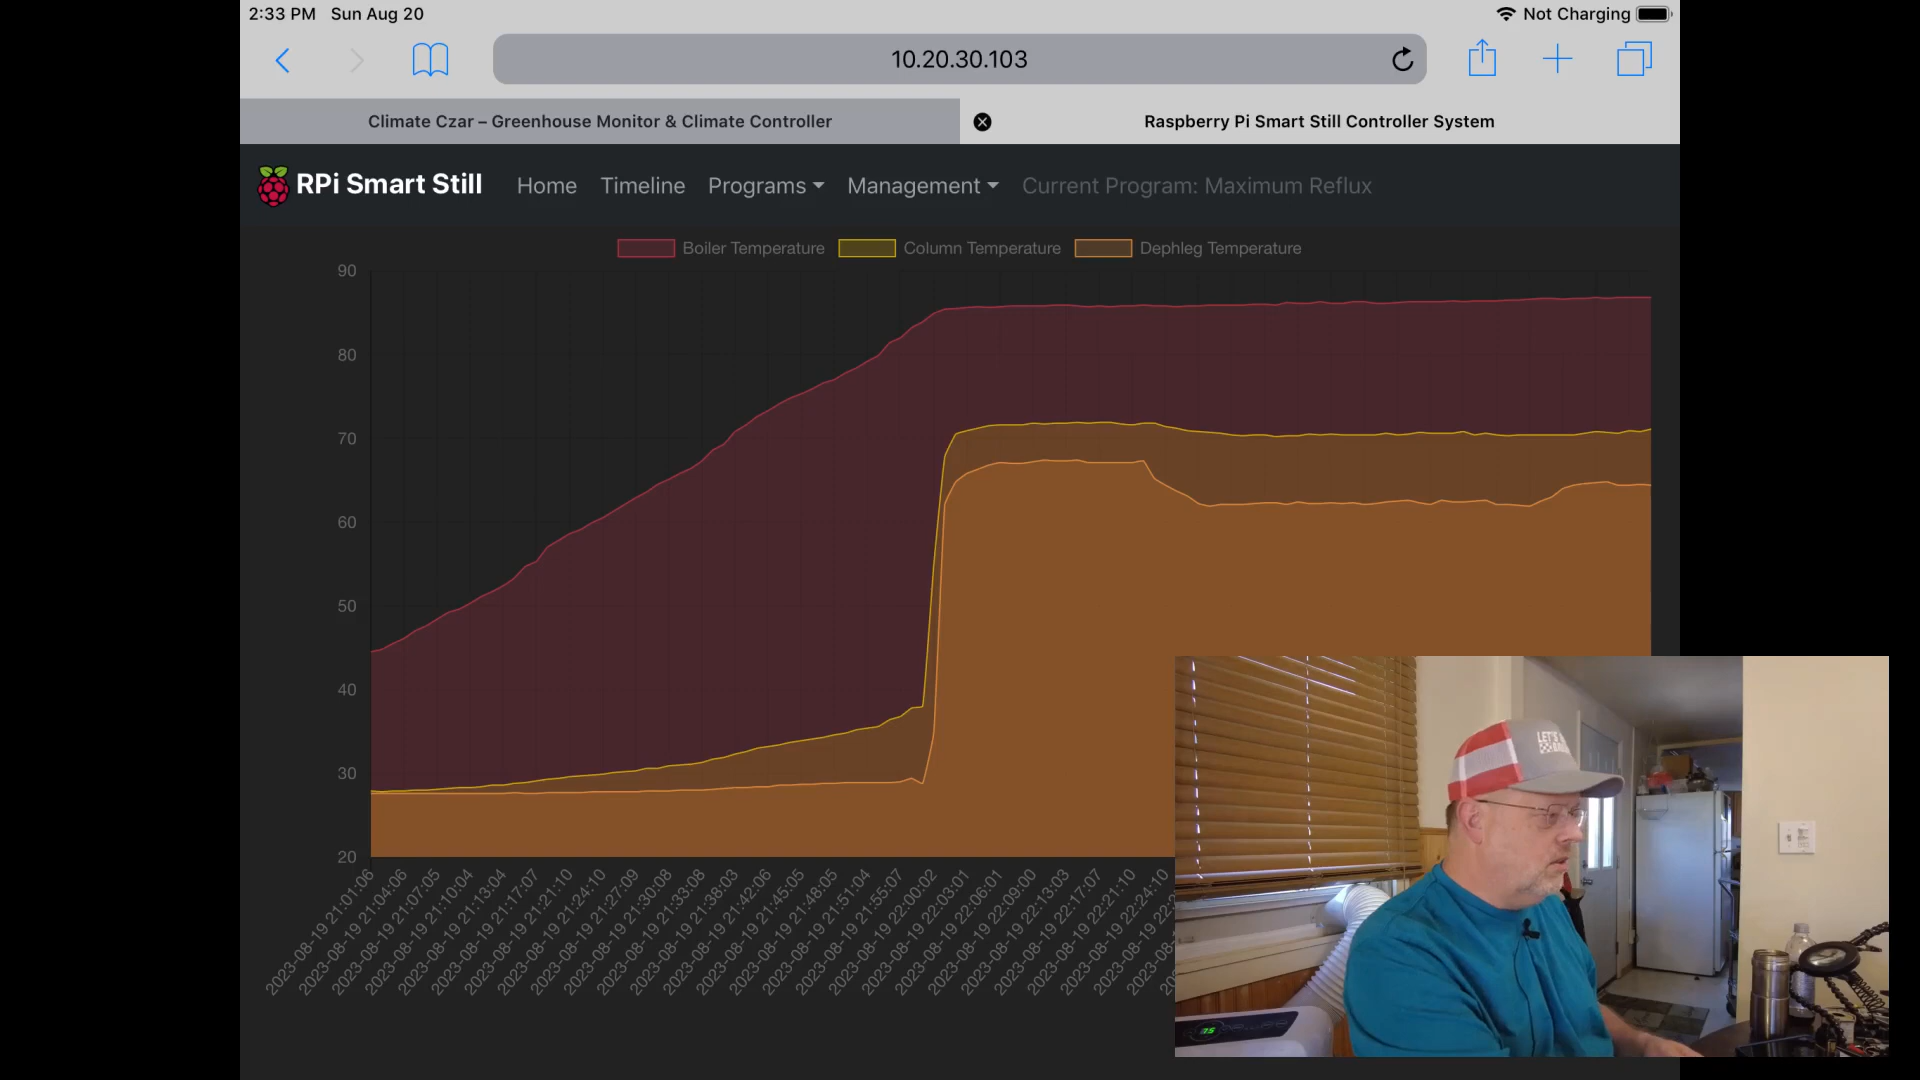 2:33 PM Sun Aug 20
Not Charging
10.20.30.103
Climate Czar – Greenhouse Monitor & Climate Controller
Raspberry Pi Smart Still Controller System
RPi Smart Still
Home
Timeline
Programs
Management
Current Program: Maximum Reflux
Boiler Temperature
Column Temperature
Dephleg Temperature
90
80
70
60
50
40
30
20
2023-08-19 21:01:06
2023-08-19 21:04:06
2023-08-19 21:07:05
2023-08-19 21:10:04
2023-08-19 21:13:04
2023-08-19 21:17:07
2023-08-19 21:21:10
2023-08-19 21:24:10
2023-08-19 21:27:09
2023-08-19 21:30:08
2023-08-19 21:33:08
2023-08-19 21:38:03
2023-08-19 21:42:06
2023-08-19 21:45:05
2023-08-19 21:48:05
2023-08-19 21:51:04
2023-08-19 21:55:07
2023-08-19 22:00:02
2023-08-19 22:03:01
2023-08-19 22:06:01
2023-08-19 22:09:00
2023-08-19 22:13:03
2023-08-19 22:17:07
2023-08-19 22:21:10
2023-08-19 22:24:10
LET'S
75